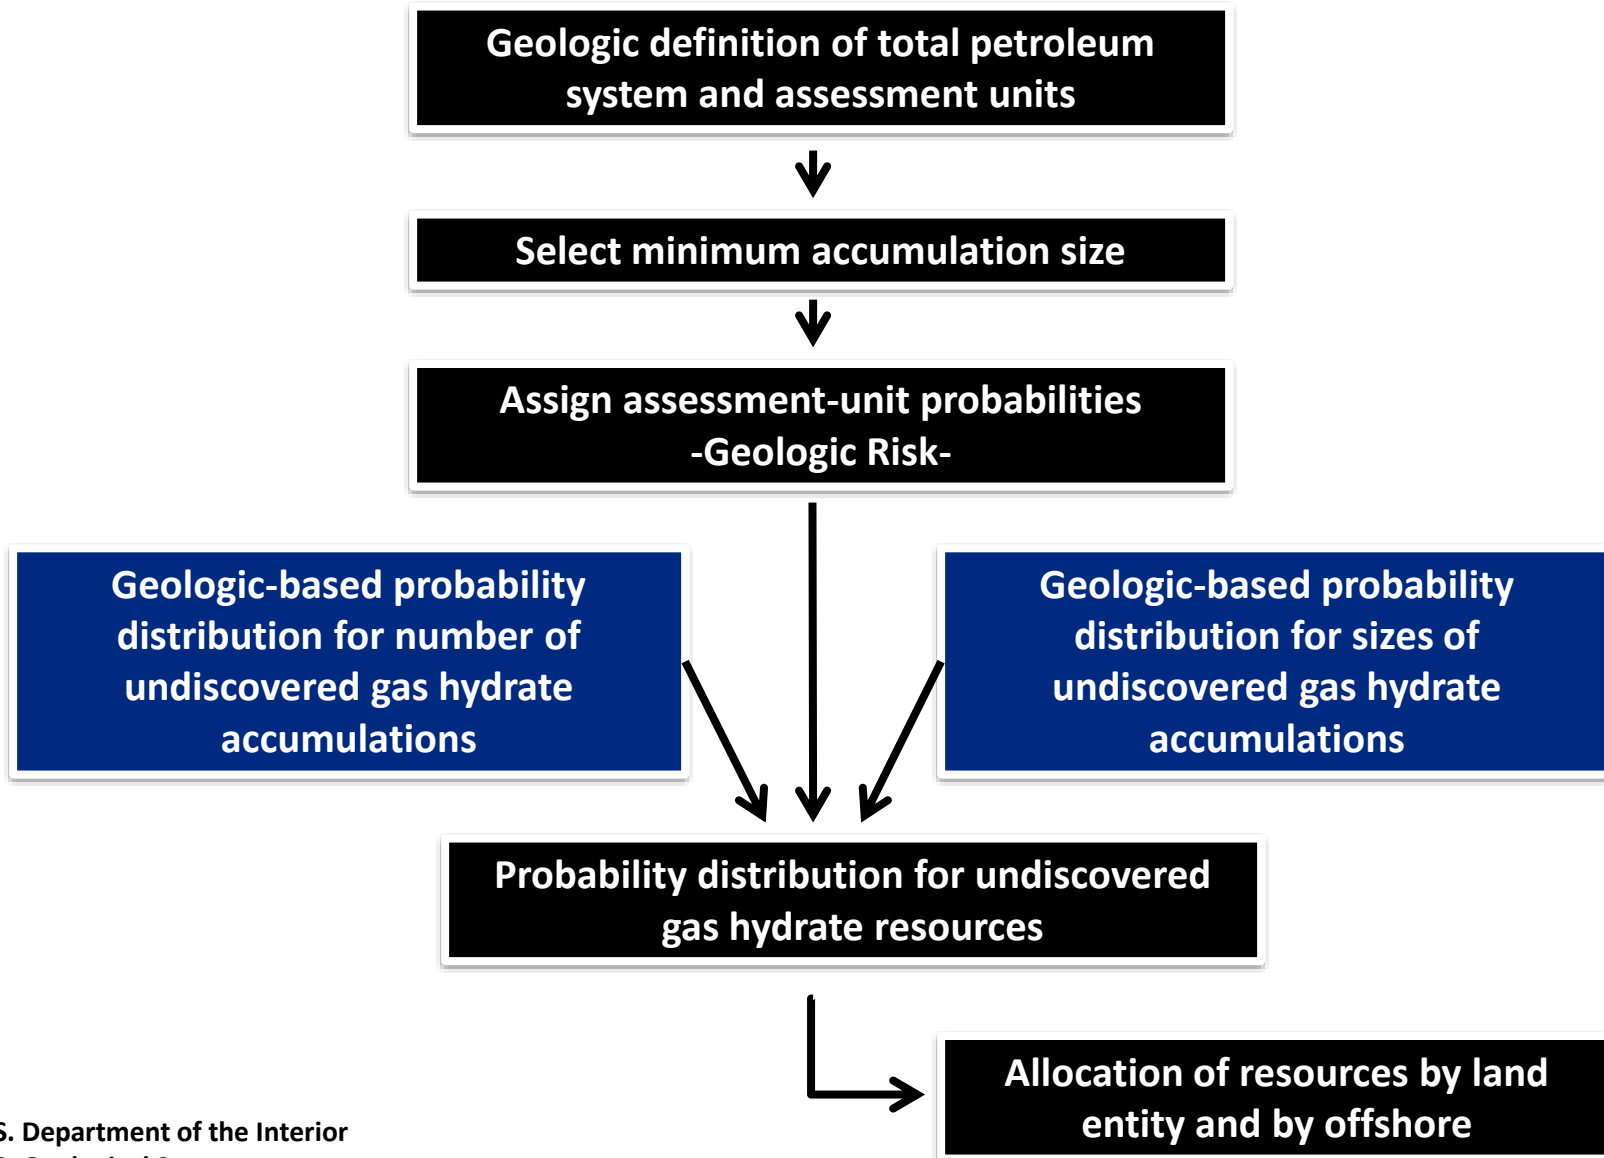 Geologic definition of total petroleum
system and assessment units
Select minimum accumulation size
Assign assessment-unit probabilities
-Geologic Risk-
Geologic-based probability
distribution for number of
undiscovered gas hydrate
accumulations
Geologic-based probability
distribution for sizes of
undiscovered gas hydrate
accumulations
Probability distribution for undiscovered
gas hydrate resources
Allocation of resources by land
entity and by offshore
S. Department of the Interior